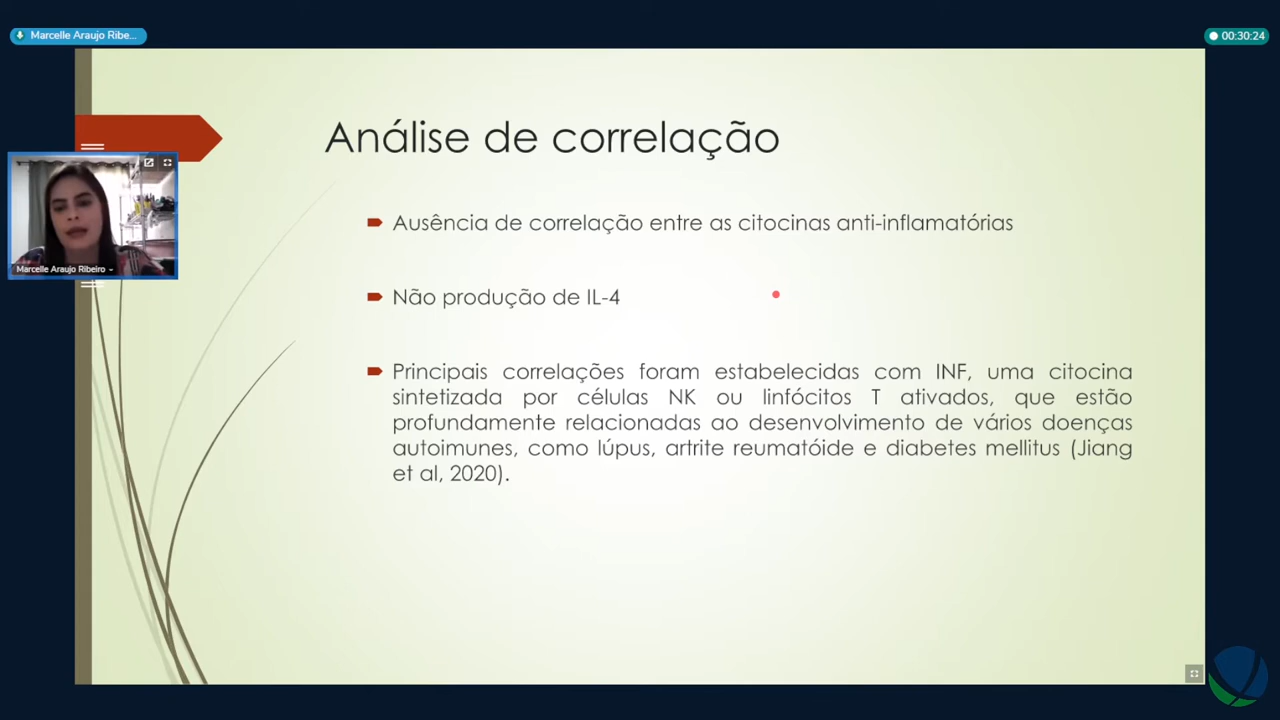 Marcelle Araujo Ribe...
00:30:24
Análise de correlação
Marcelle Araujo Ribeiro
Ausência de correlação entre as citocinas anti-inflamatórias
Não produção de IL-4
Principais correlações foram estabelecidas com INF, uma citocina
sintetizada por células NK ou linfócitos T ativados, que estão
profundamente relacionadas ao desenvolvimento de vários doenças
autoimunes, como lúpus, artrite reumatóide e diabetes mellitus (Jiang
et al, 2020).